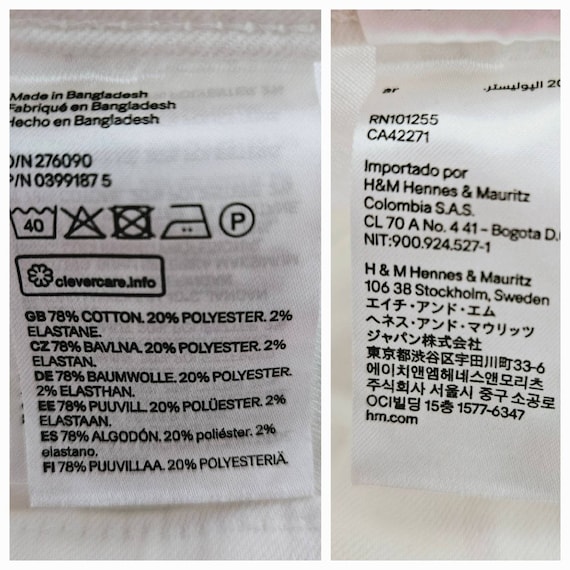 Made in Bangladesh
Fabriqué en Bangladesh
Hecho en Bangladesh
O/N 276090
P/N 0399187 5
40
P
clevercare.info
GB 78% COTTON. 20% POLYESTER. 2%
ELASTANE.
CZ 78% BAVLNA. 20% POLYESTER. 2%
ELASTAN.
DE 78% BAUMWOLLE. 20% POLYESTER.
2% ELASTHAN.
EE 78% PUUVILL. 20% POLÜESTER. 2%
ELASTAAN.
ES 78% ALGODÓN. 20% poliéster. 2%
elastano.
FI 78% PUUVILLAA. 20% POLYESTERIÄ.
ar
20 البوليستر.
RN101255
CA42271
Importado por
H&M Hennes & Mauritz
Colombia S.A.S.
CL 70 A No. 4 41 - Bogota D.
NIT:900.924.527-1
H & M Hennes & Mauritz
106 38 Stockholm, Sweden
エイチ・アンド・エム
ヘネス・アンド・マウリッツ
ジャパン株式会社
東京都渋谷区宇田川町33-6
에이치앤엠헤네스앤모리츠
주식회사 서울시 중구 소공로
OCI빌딩 15층 1577-6347
hm.com